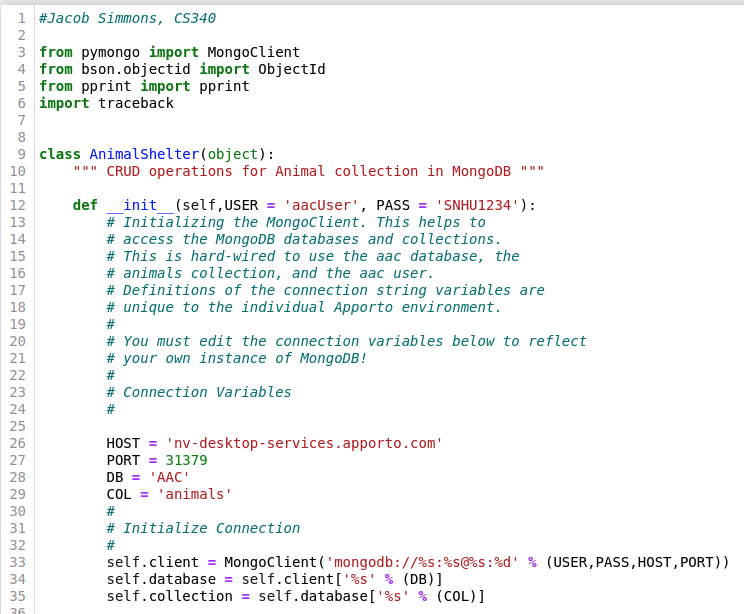 1 #Jacob Simmons, CS340
2
3 from pymongo import MongoClient
4 from bson.objectid import ObjectId
5 from pprint import pprint
6 import traceback
7
8
9 class AnimalShelter(object):
10     """ CRUD operations for Animal collection in MongoDB """
11
12     def __init__(self,USER = 'aacUser', PASS = 'SNHU1234'):
13         # Initializing the MongoClient. This helps to
14         # access the MongoDB databases and collections.
15         # This is hard-wired to use the aac database, the
16         # animals collection, and the aac user.
17         # Definitions of the connection string variables are
18         # unique to the individual Apporto environment.
19         #
20         # You must edit the connection variables below to reflect
21         # your own instance of MongoDB!
22         #
23         # Connection Variables
24         #
25
26         HOST = 'nv-desktop-services.apporto.com'
27         PORT = 31379
28         DB = 'AAC'
29         COL = 'animals'
30         #
31         # Initialize Connection
32         #
33         self.client = MongoClient('mongodb://%s:%s@%s:%d' % (USER,PASS,HOST,PORT))
34         self.database = self.client['%s' % (DB)]
35         self.collection = self.database['%s' % (COL)]
36